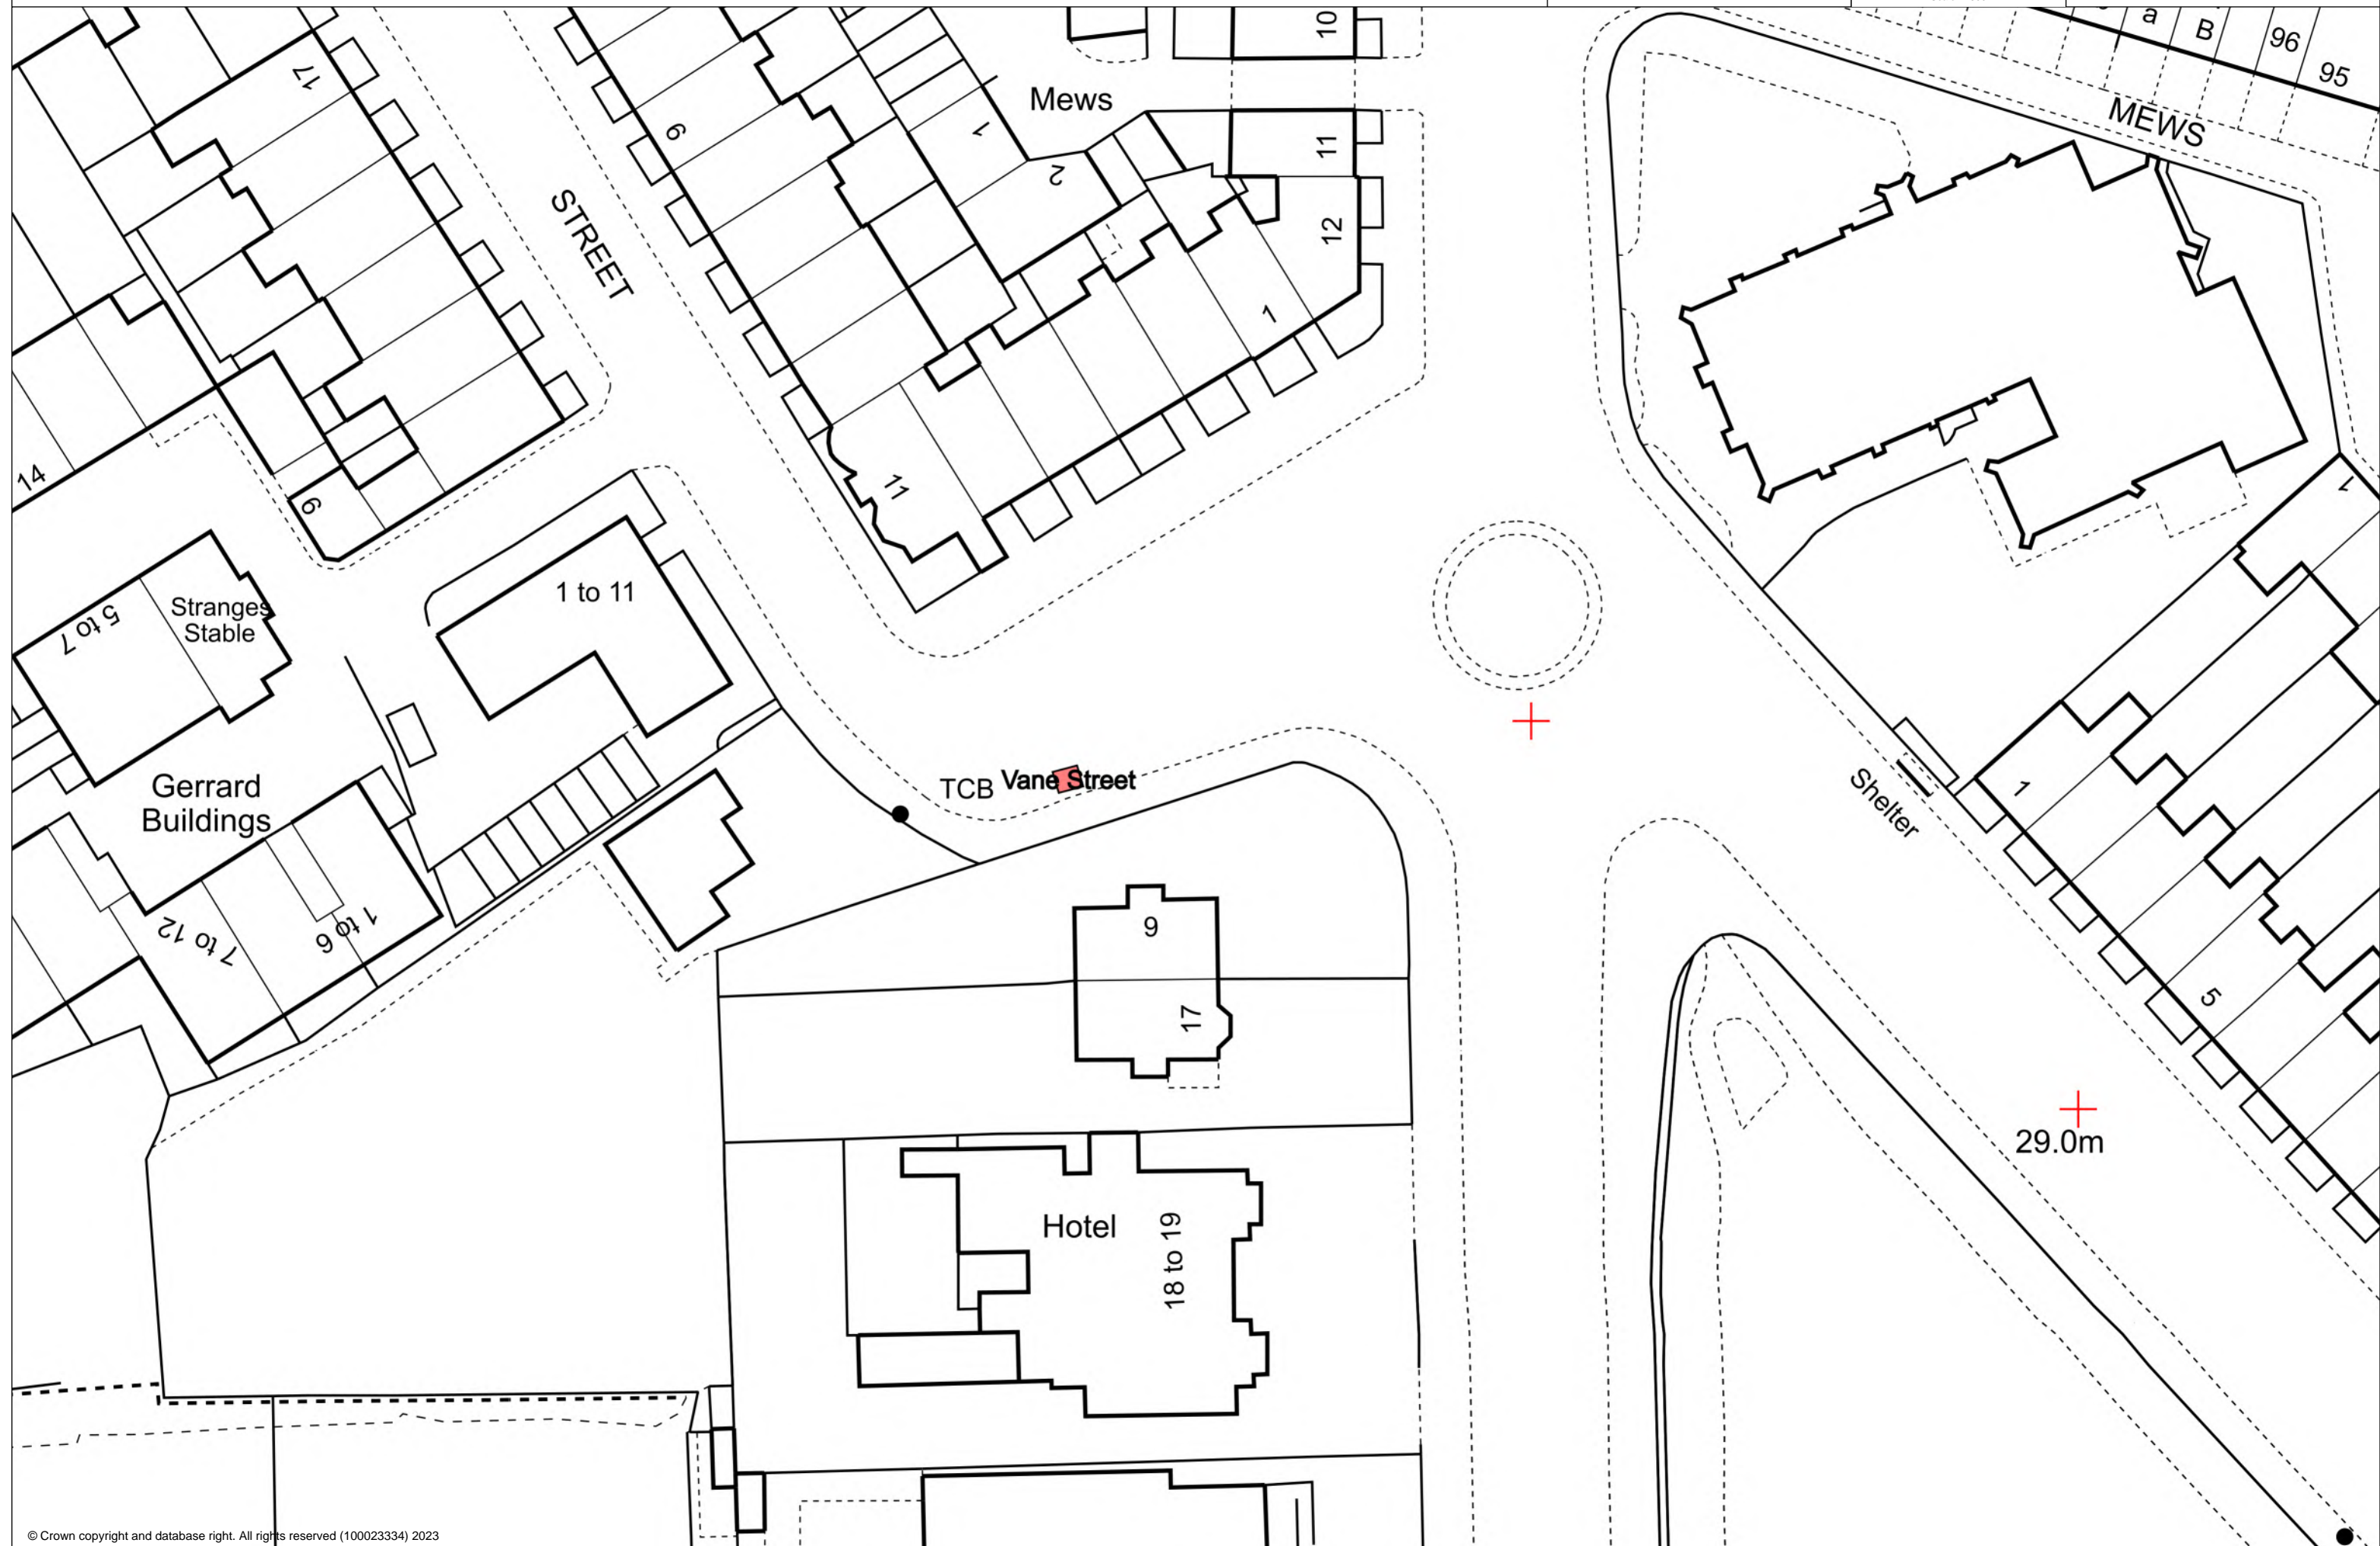 10
a
B
96
95
17
Mews
MEWS
9
1
11
2
STREET
12
1
14
11
1
9
1 to 11
5 to 7
Stranges
Stable
TCB
Vane Street
Gerrard
Buildings
1
Shelter
7 to 12
1 to 6
9
5
17
29.0m
Hotel
18 to 19
© Crown copyright and database right. All rights reserved (100023334) 2023